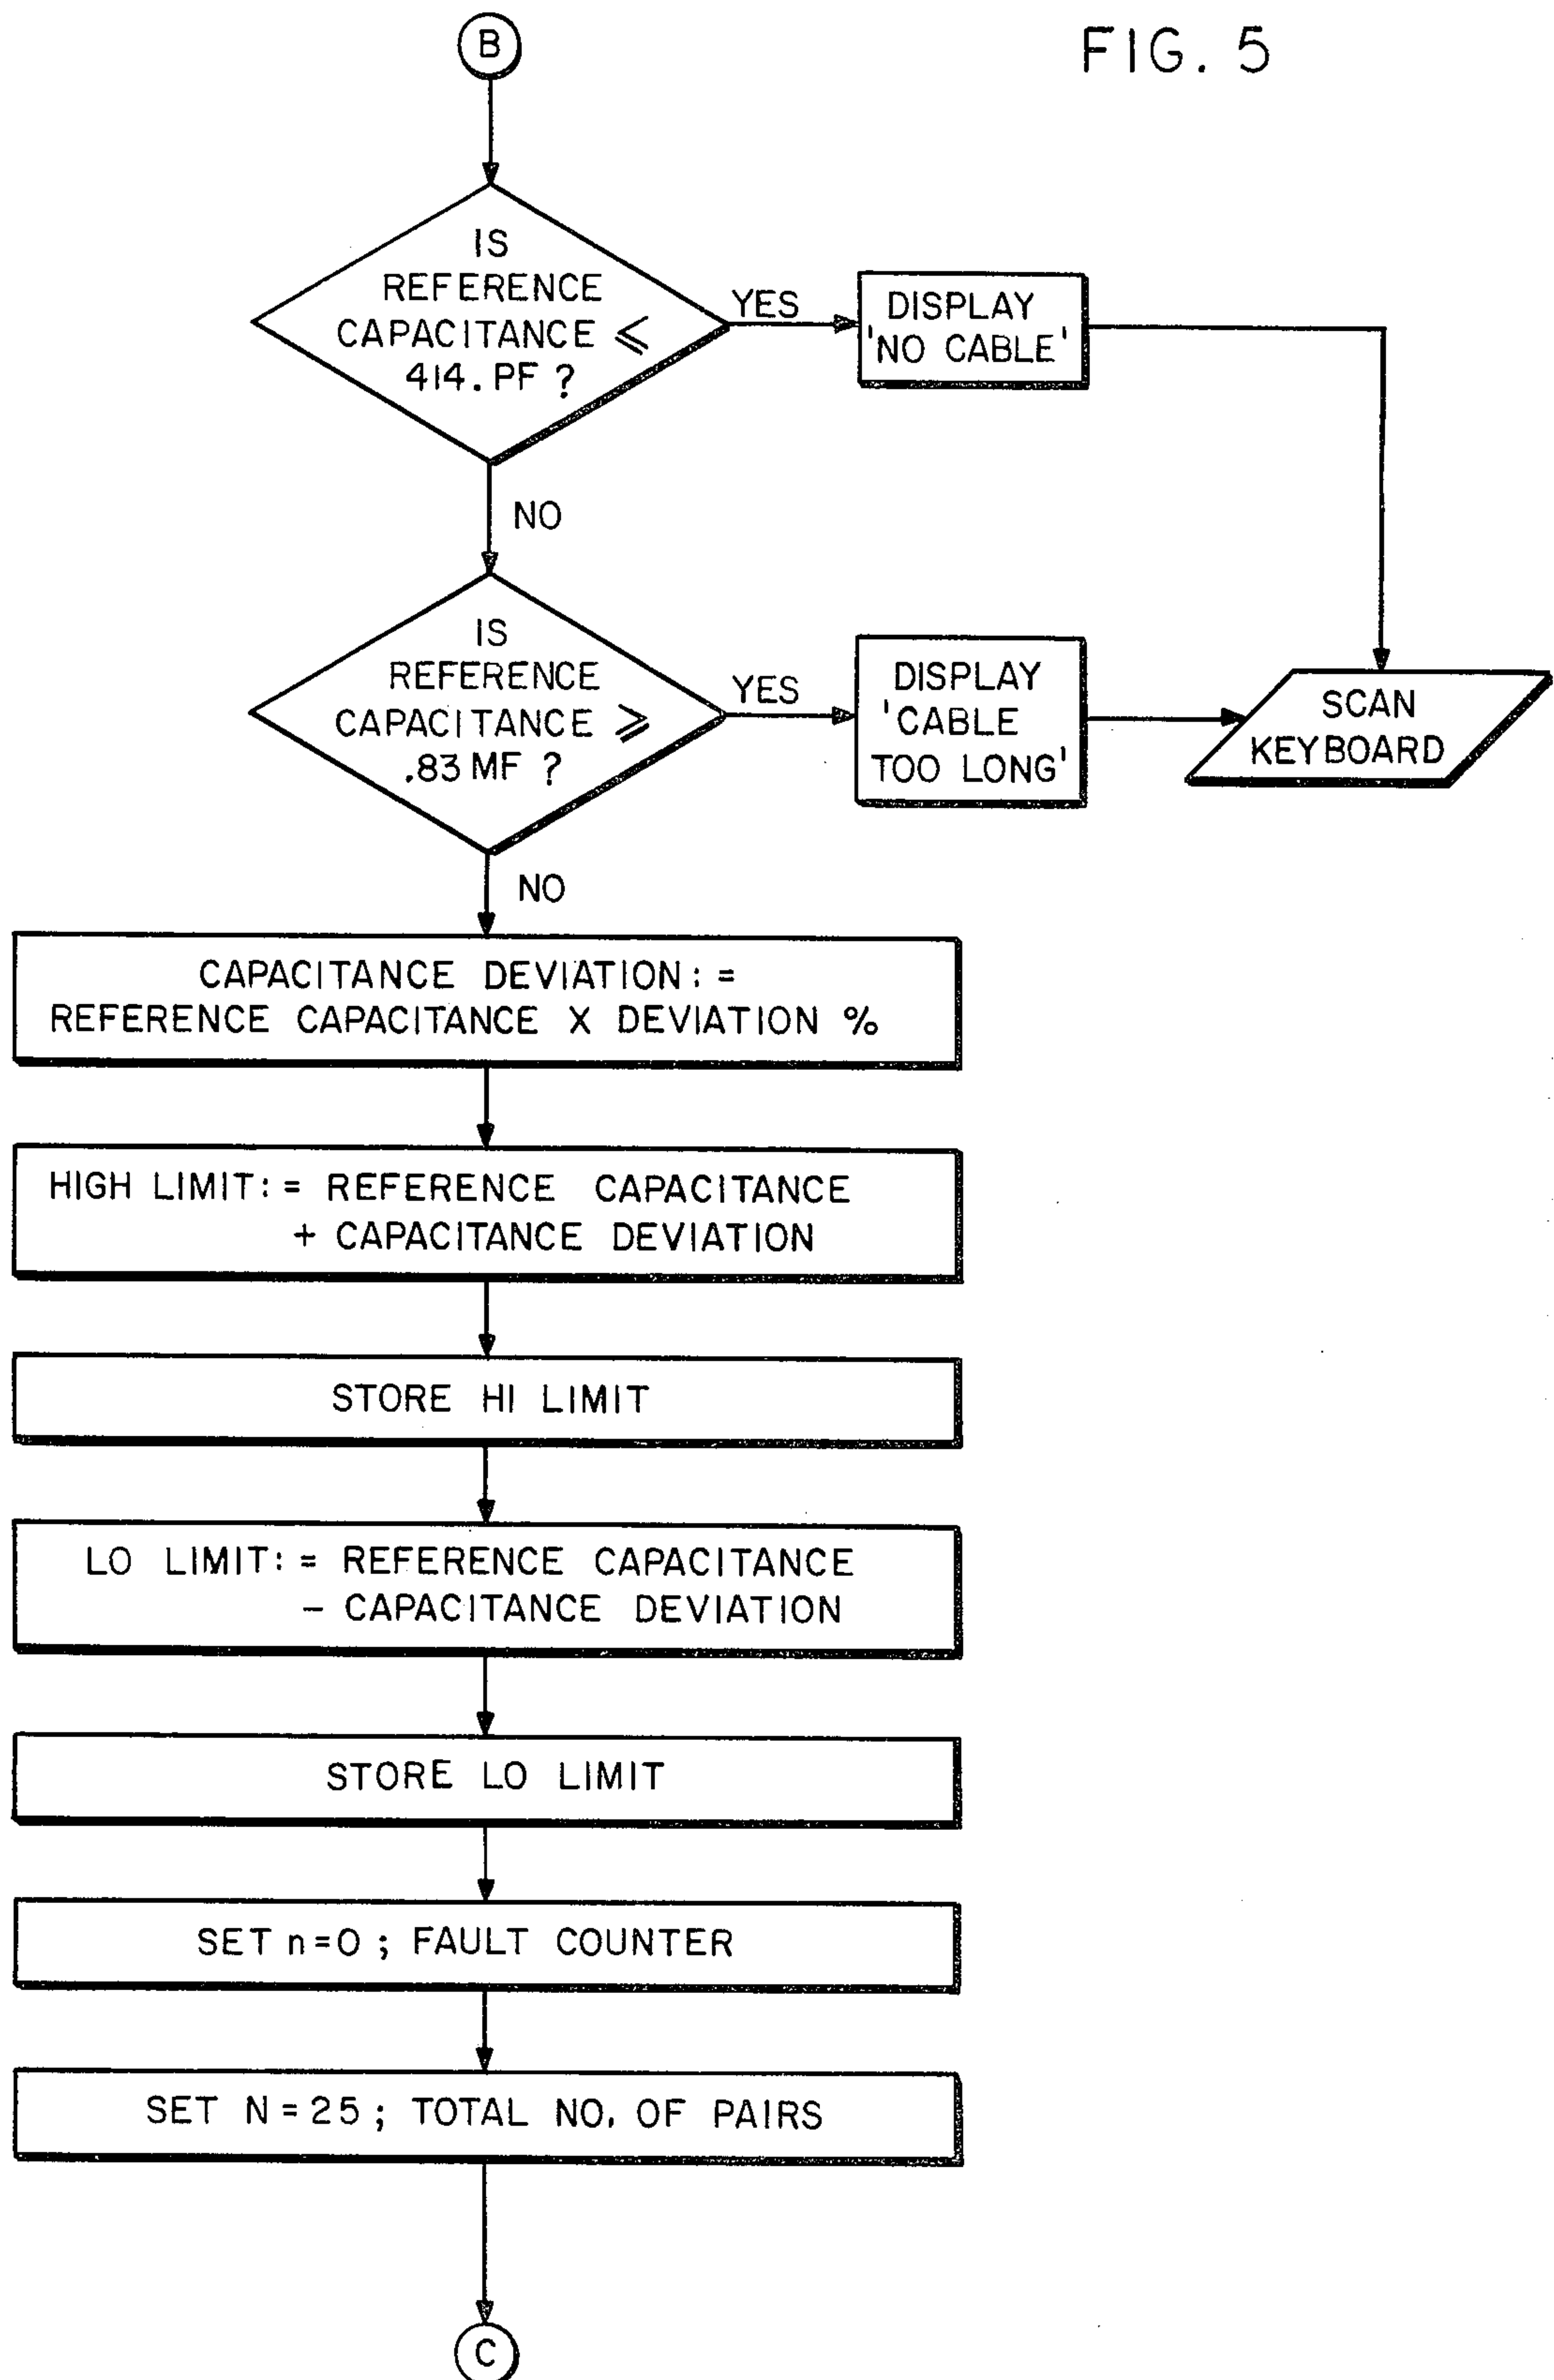 FIG. 5
B
IS
REFERENCE
CAPACITANCE ≤
414. PF ?
YES
DISPLAY
'NO CABLE'
NO
IS
REFERENCE
CAPACITANCE ≥
.83 MF ?
YES
DISPLAY
'CABLE
TOO LONG'
SCAN
KEYBOARD
NO
CAPACITANCE DEVIATION: =
REFERENCE CAPACITANCE X DEVIATION %
HIGH LIMIT: = REFERENCE CAPACITANCE
+ CAPACITANCE DEVIATION
STORE HI LIMIT
LO LIMIT: = REFERENCE CAPACITANCE
– CAPACITANCE DEVIATION
STORE LO LIMIT
SET n=0 ; FAULT COUNTER
SET N = 25 ; TOTAL NO. OF PAIRS
C